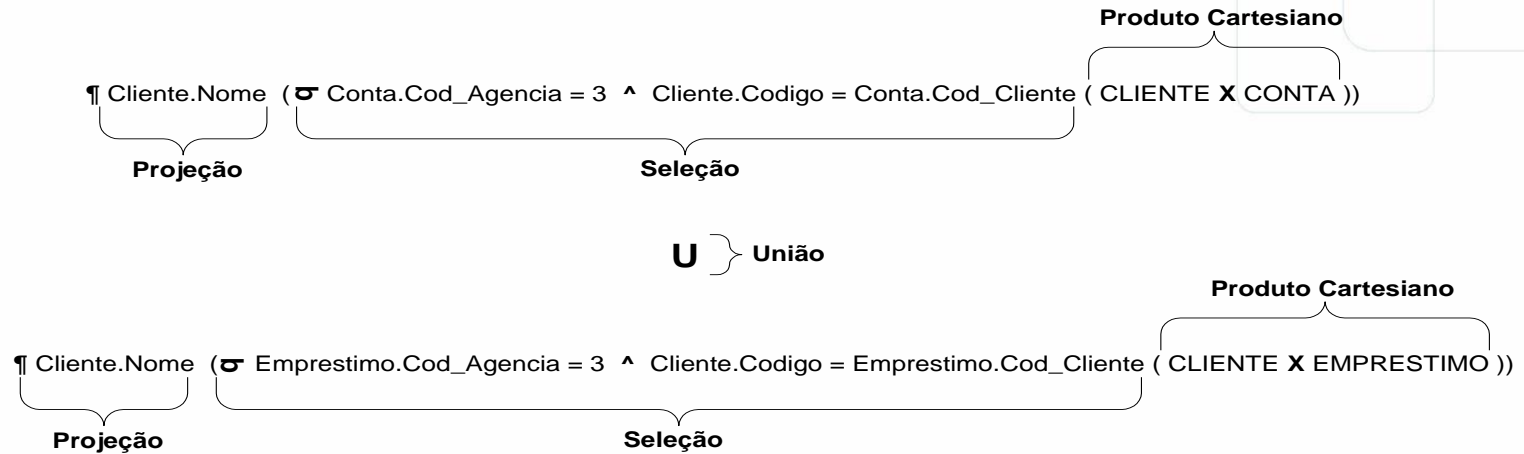 Produto Cartesiano
¶ Cliente.Nome (σ Conta.Cod_Agencia = 3 ^ Cliente.Codigo = Conta.Cod_Cliente ( CLIENTE X CONTA ))
Projeção Seleção
U União
Produto Cartesiano
¶ Cliente.Nome (σ Emprestimo.Cod_Agencia = 3 ^ Cliente.Codigo = Emprestimo.Cod_Cliente ( CLIENTE X EMPRESTIMO ))
Projeção Seleção